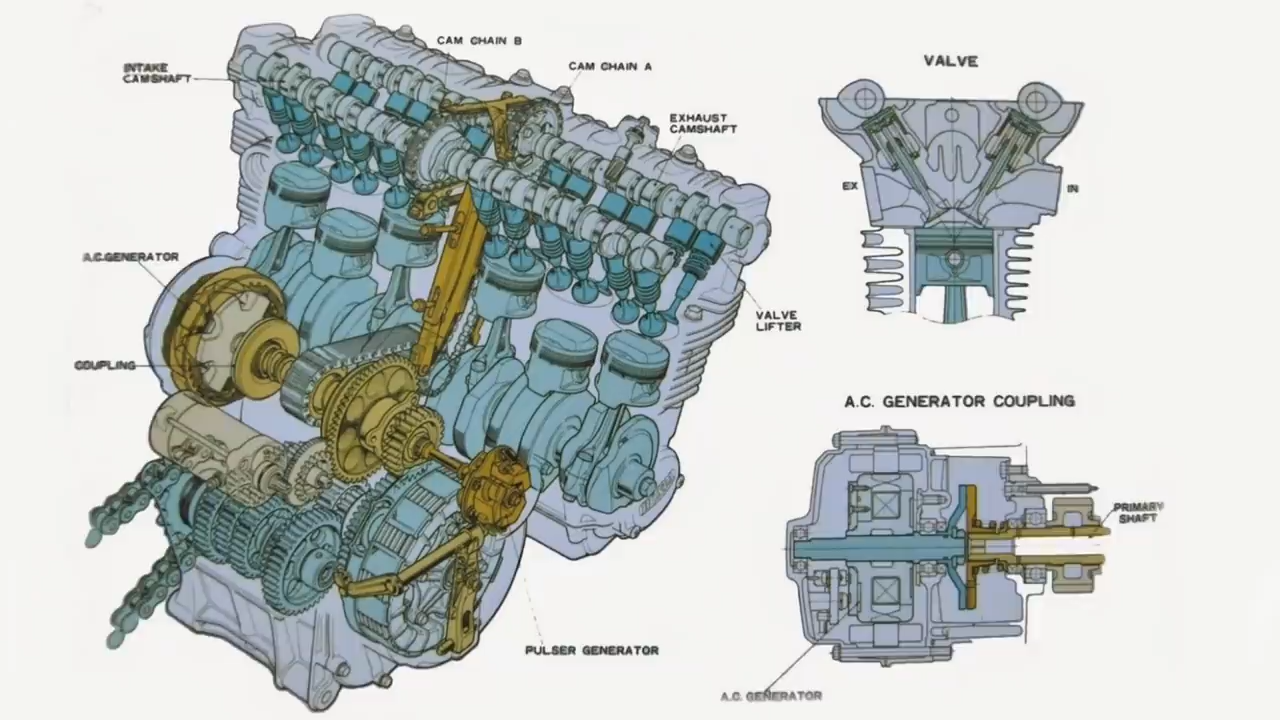 CAM CHAIN B
CAM CHAIN A
INTAKE
CAMSHAFT
EXHAUST
CAMSHAFT
A.C.GENERATOR
COUPLING
VALVE
LIFTER
PULSER GENERATOR
VALVE
EX
IN
A.C. GENERATOR COUPLING
PRIMARY
SHAFT
A.C. GENERATOR